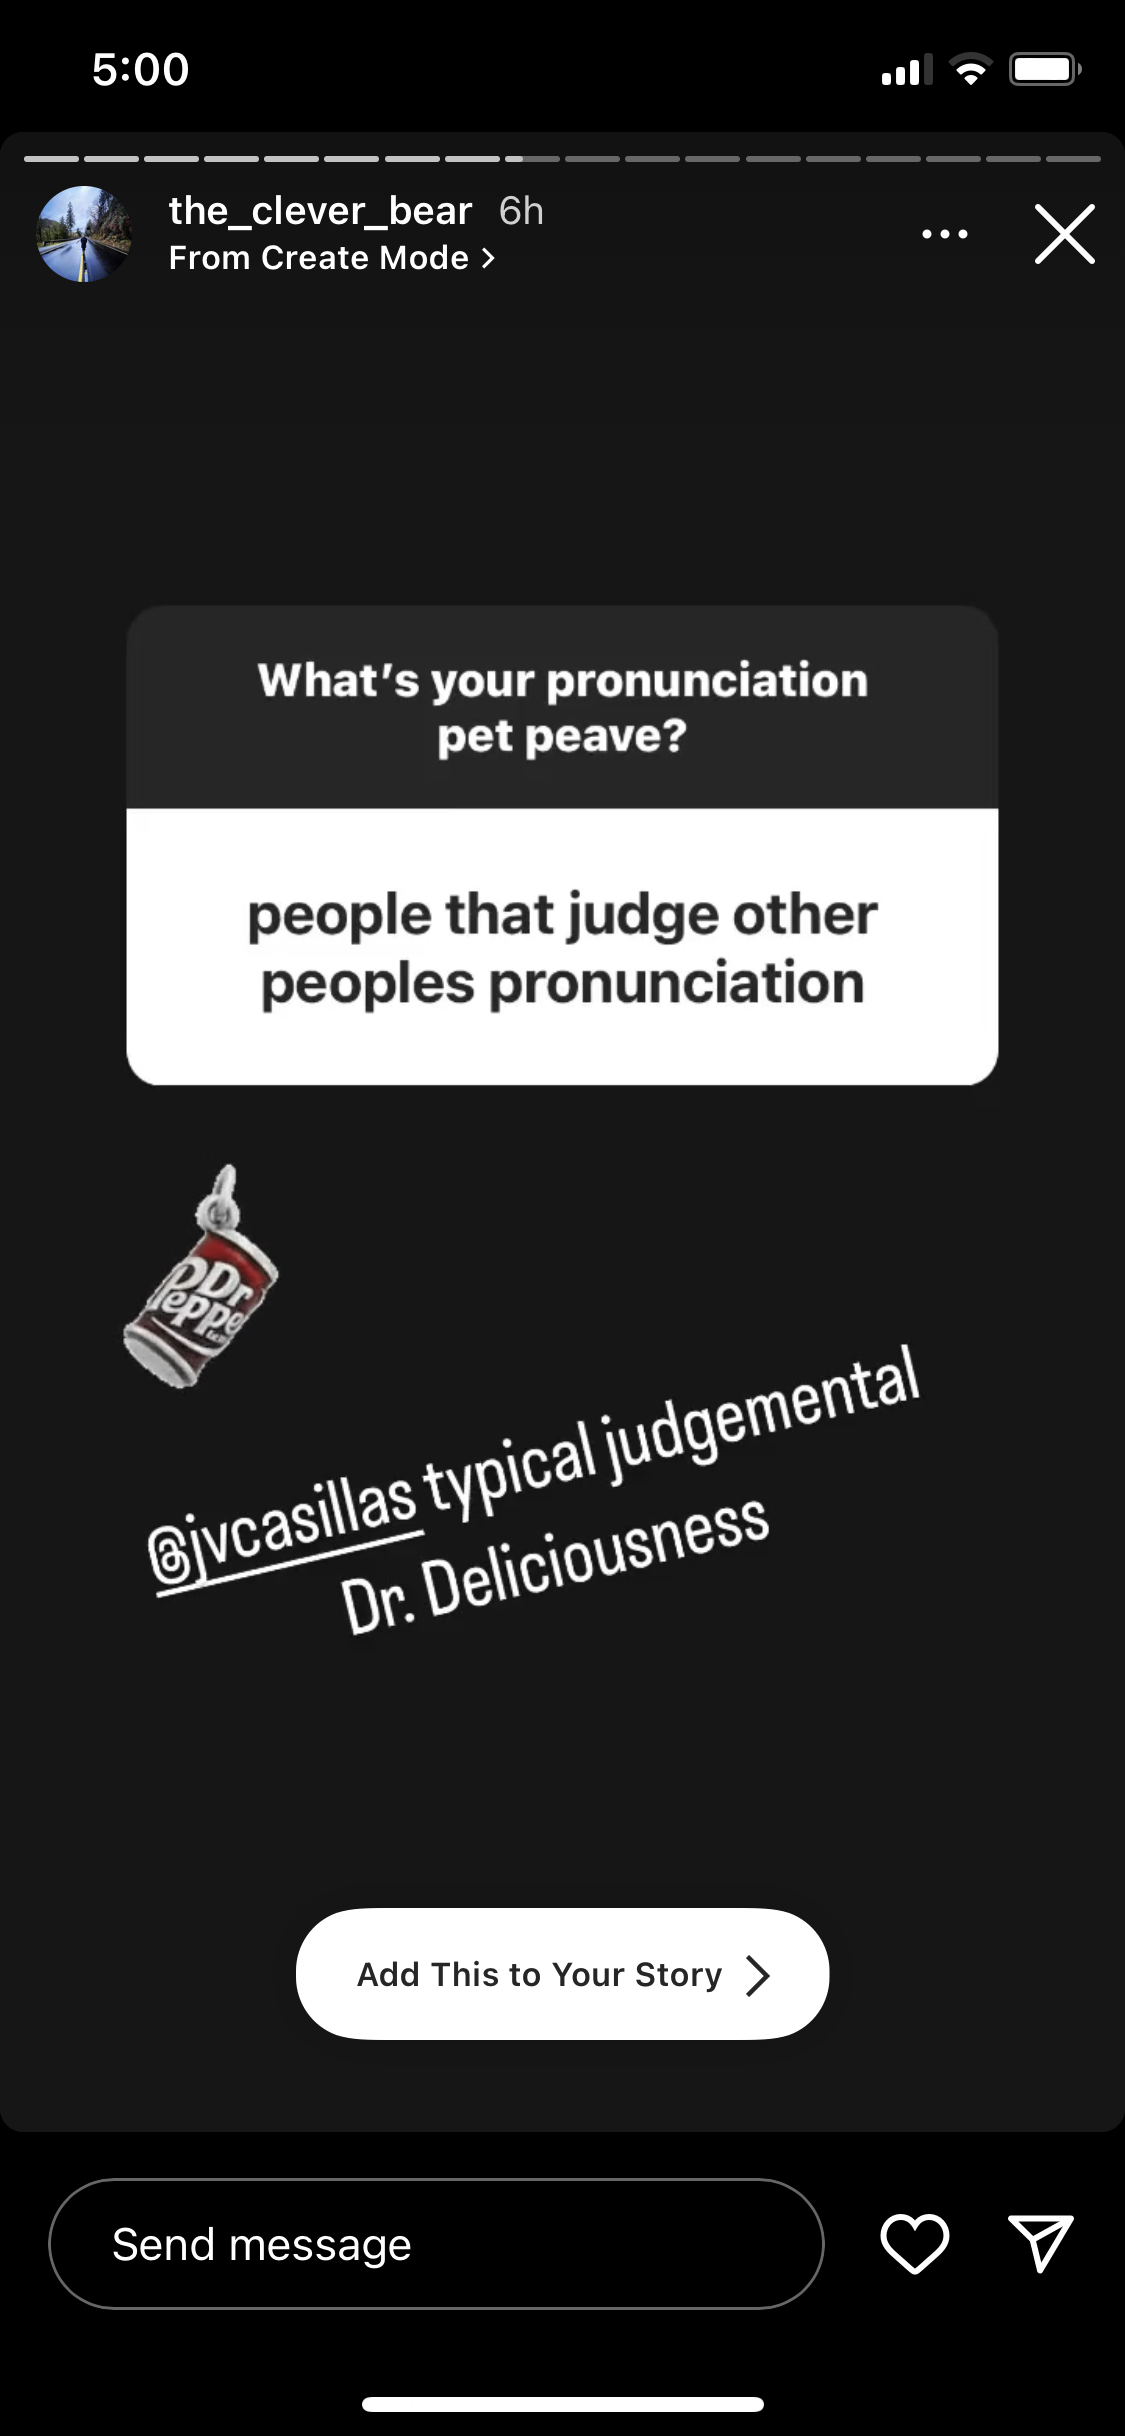 5:00
the_clever_bear 6h
From Create Mode
What's your pronunciation
pet peave?
people that judge other
peoples pronunciation
Dr
Peppe
@jvcasillas typical judgemental
Dr. Deliciousness
Add This to Your Story
Send message